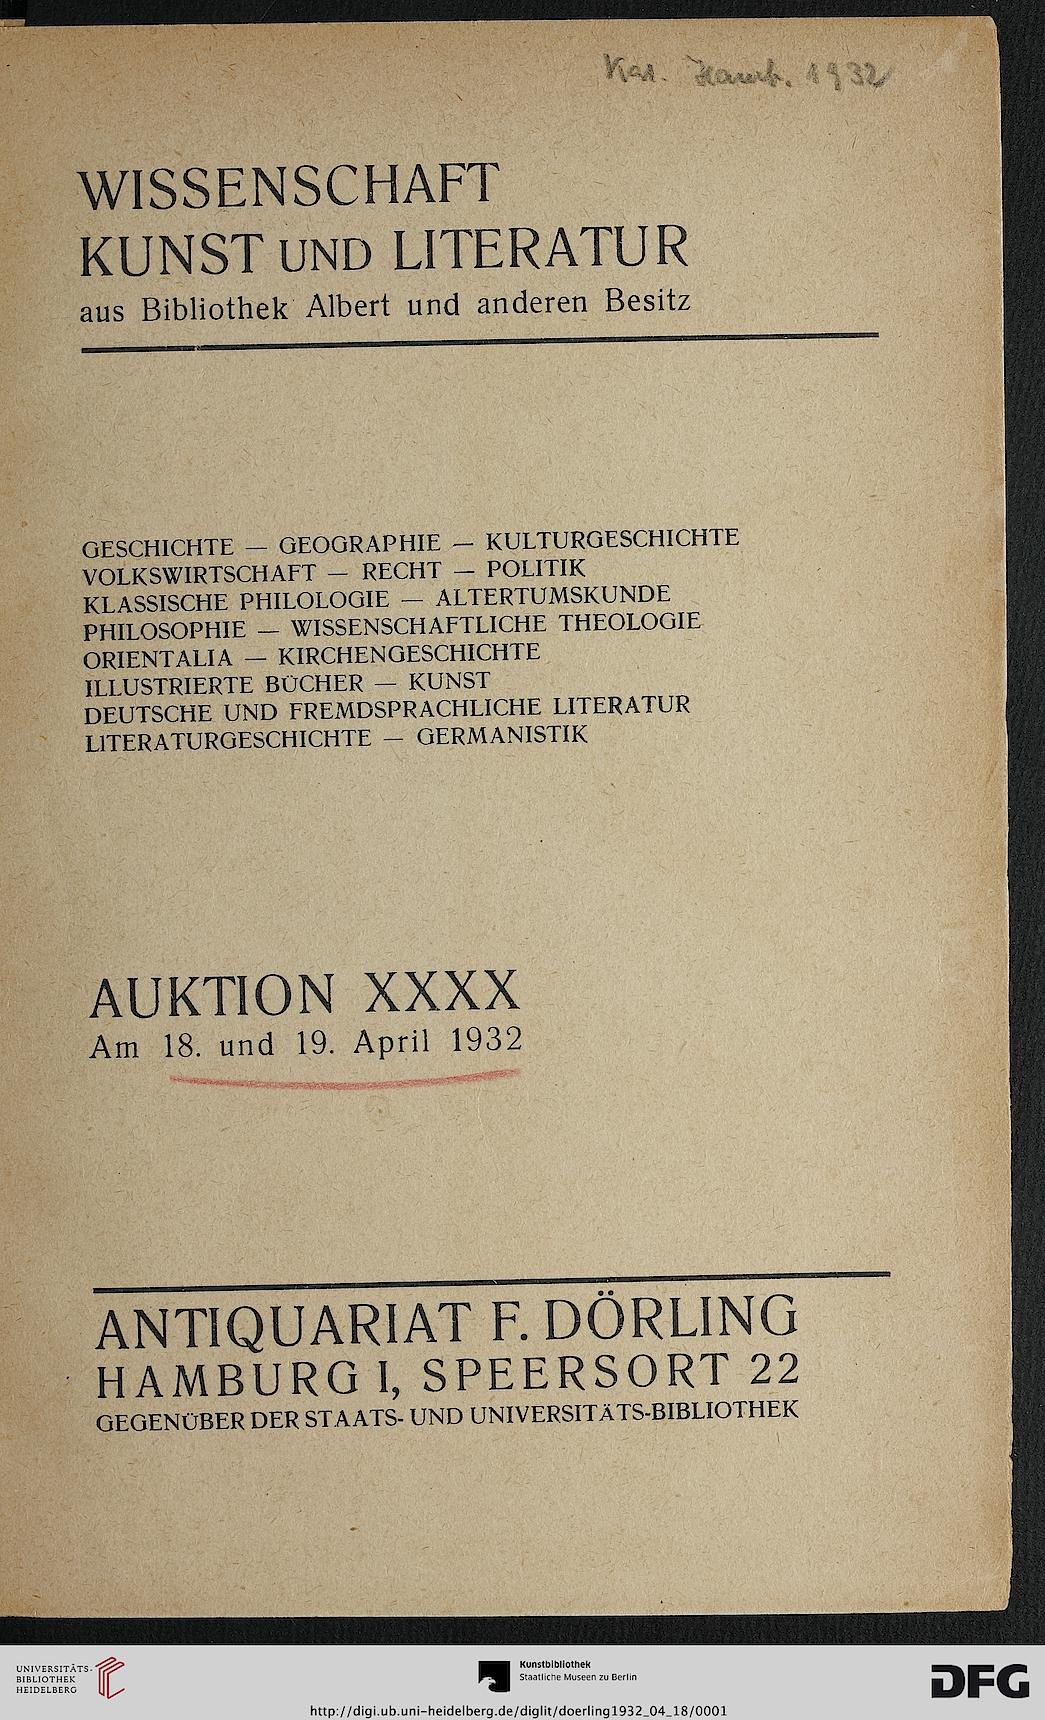 Kat. Hamb. 1932
WISSENSCHAFT
KUNST UND LITERATUR
aus Bibliothek Albert und anderen Besitz
GESCHICHTE — GEOGRAPHIE — KULTURGESCHICHTE
VOLKSWIRTSCHAFT — RECHT — POLITIK
KLASSISCHE PHILOLOGIE — ALTERTUMSKUNDE
PHILOSOPHIE — WISSENSCHAFTLICHE THEOLOGIE
ORIENTALIA — KIRCHENGESCHICHTE
ILLUSTRIERTE BÜCHER — KUNST
DEUTSCHE UND FREMDSPRACHLICHE LITERATUR
LITERATURGESCHICHTE — GERMANISTIK
AUKTION XXXX
Am 18. und 19. April 1932
ANTIQUARIAT F. DÖRLING
HAMBURG I, SPEERSORT 22
GEGENÜBER DER STAATS- UND UNIVERSITÄTS-BIBLIOTHEK
UNIVERSITÄTS-
BIBLIOTHEK
HEIDELBERG
Kunstbibliothek
Staatliche Museen zu Berlin
DFG
http://digi.ub.uni-heidelberg.de/diglit/doerling1932_04_18/0001